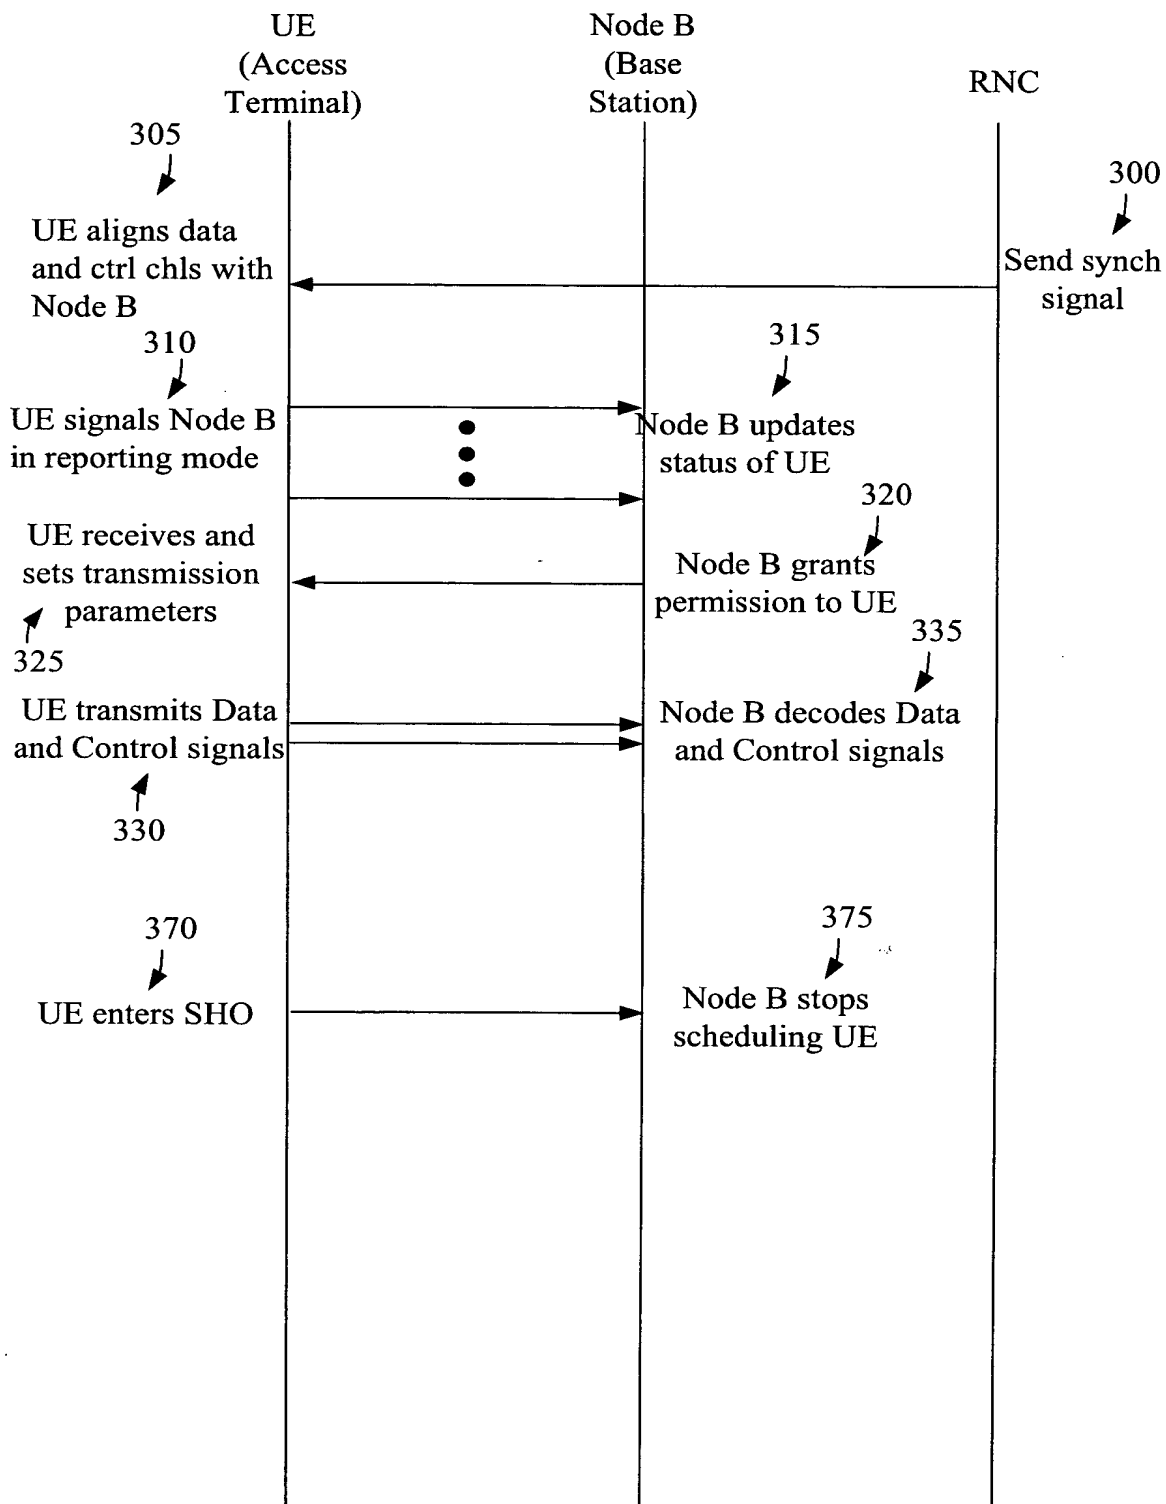 UE
(Access
Terminal)
Node B
(Base
Station)
RNC
305
300
UE aligns data
and ctrl chls with
Node B
Send synch
signal
310
315
UE signals Node B
in reporting mode
Node B updates
status of UE
320
UE receives and
sets transmission
parameters
325
Node B grants
permission to UE
335
UE transmits Data
and Control signals
330
Node B decodes Data
and Control signals
370
375
UE enters SHO
Node B stops
scheduling UE